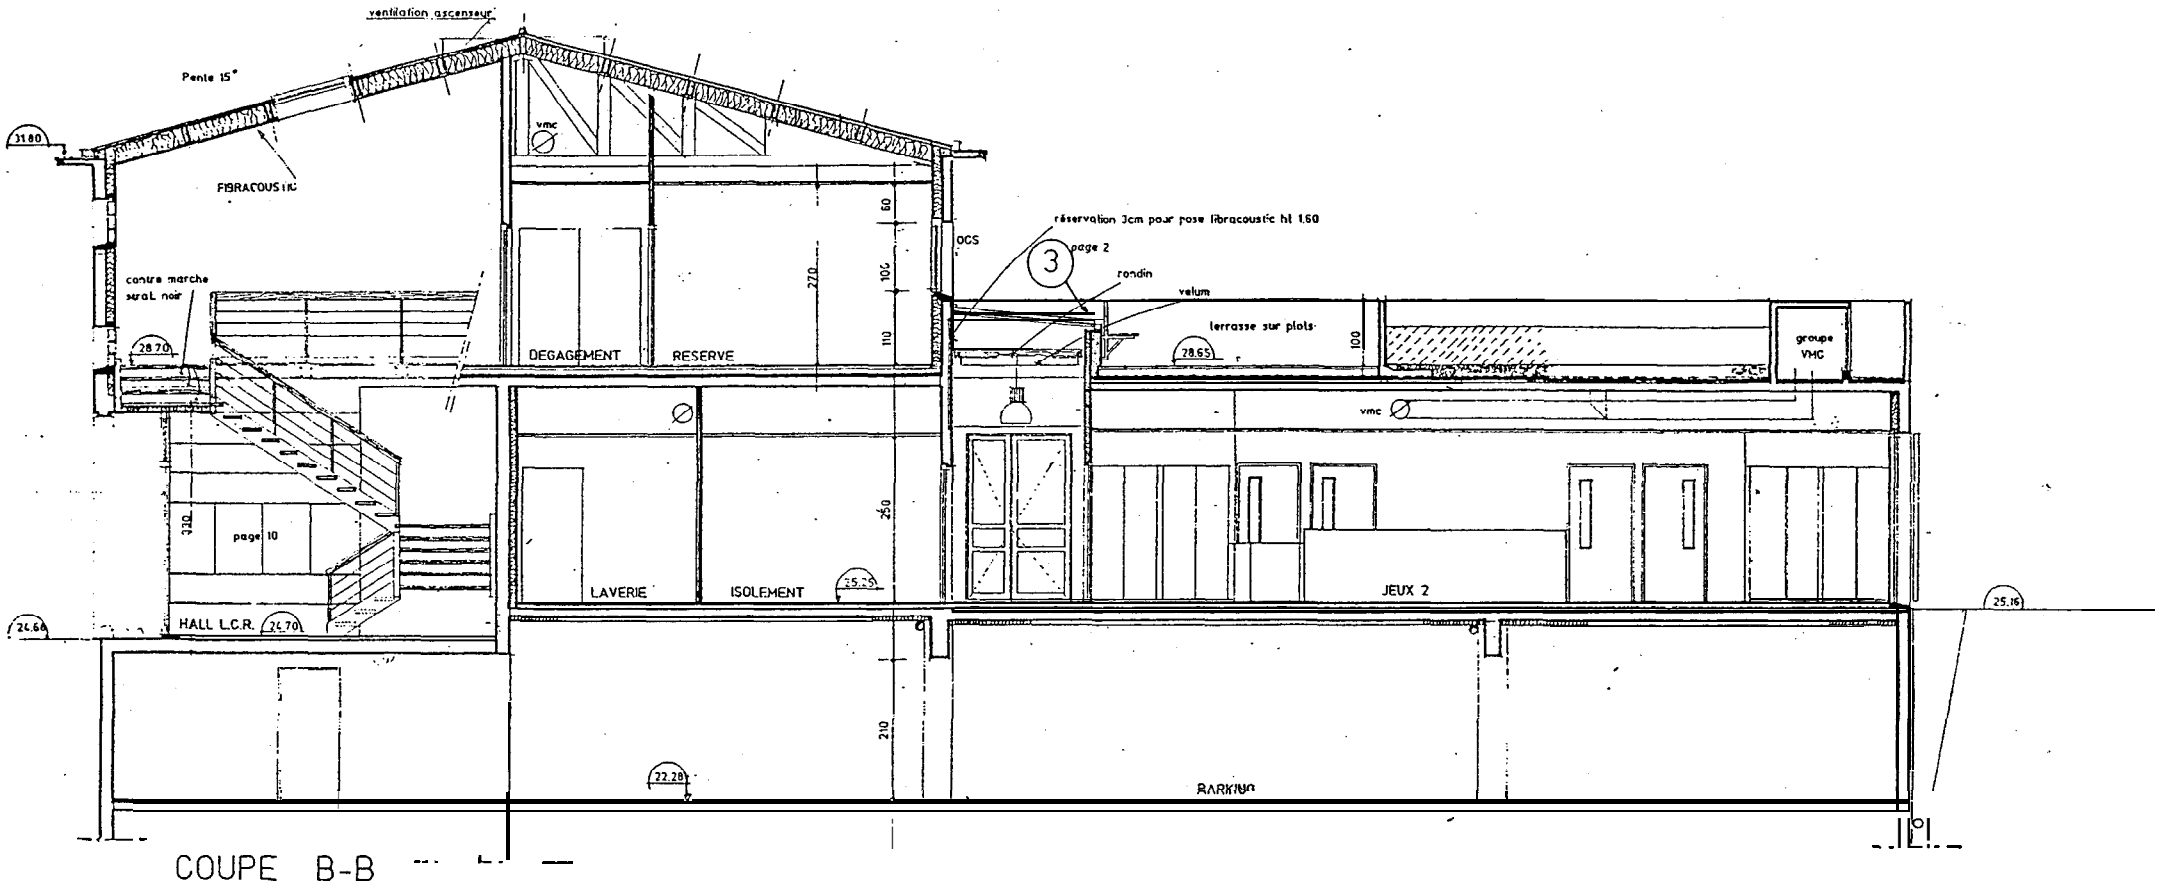 ventilation ascenseur
Pente 15°
vmc
31.80
FIBRACOUSTIC
60
réservation 3cm pour pose fibracoustic ht 1.60
OCS
3
page 2
270
100
rondin
contre marche
strat. noir
velum
terrasse sur plots
110
100
groupe
VMC
28.70
DEGAGEMENT
RESERVE
28.65
vmc
250
330
page 10
LAVERIE
ISOLEMENT
25.25
JEUX 2
25.16
24.66
HALL L.C.R.
24.70
210
22.28
PARKING
COUPE B-B